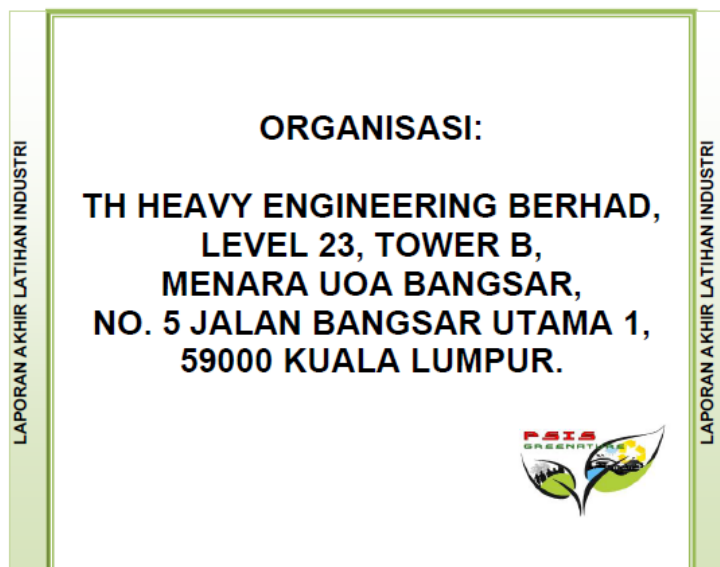 LAPORAN AKHIR LATIHAN INDUSTRI
ORGANISASI:
TH HEAVY ENGINEERING BERHAD,
LEVEL 23, TOWER B,
MENARA UOA BANGSAR,
NO. 5 JALAN BANGSAR UTAMA 1,
59000 KUALA LUMPUR.
PSIS
GREENATURE
LAPORAN AKHIR LATIHAN INDUSTRI